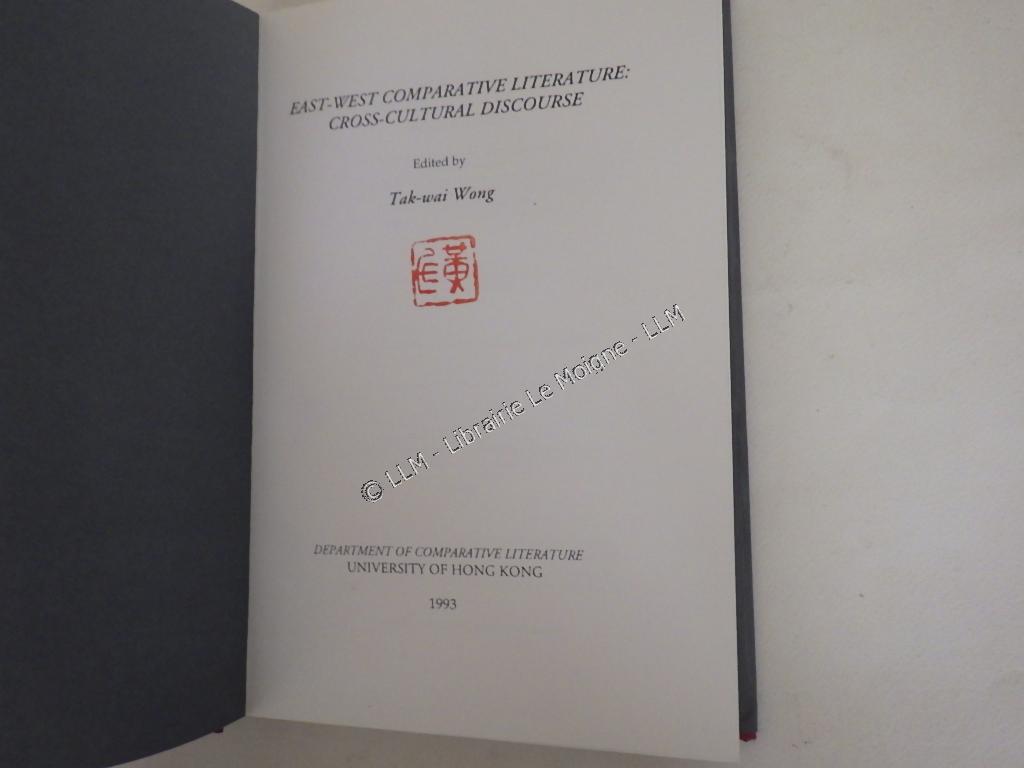 EAST-WEST COMPARATIVE LITERATURE:
CROSS-CULTURAL DISCOURSE
Edited by
Tak-wai Wong
黃
© LLM - Librairie Le Moigne - LLM
DEPARTMENT OF COMPARATIVE LITERATURE
UNIVERSITY OF HONG KONG
1993